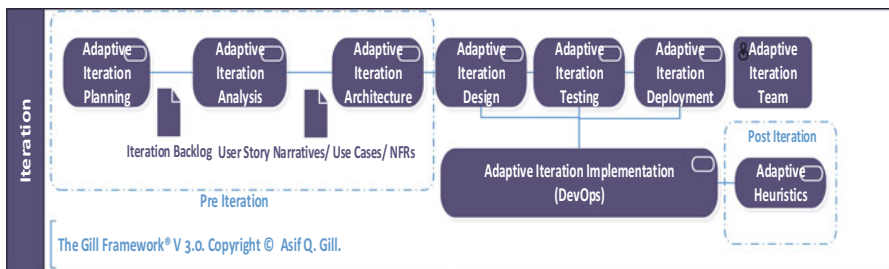 Iteration
Adaptive
Iteration
Planning
Adaptive
Iteration
Analysis
Adaptive
Iteration
Architecture
Adaptive
Iteration
Design
Adaptive
Iteration
Testing
Adaptive
Iteration
Deployment
Adaptive
Iteration
Team
Iteration Backlog
User Story Narratives/ Use Cases/ NFRs
Pre Iteration
Adaptive Iteration Implementation
(DevOps)
Post Iteration
Adaptive
Heuristics
The Gill Framework® V 3.0. Copyright © Asif Q. Gill.